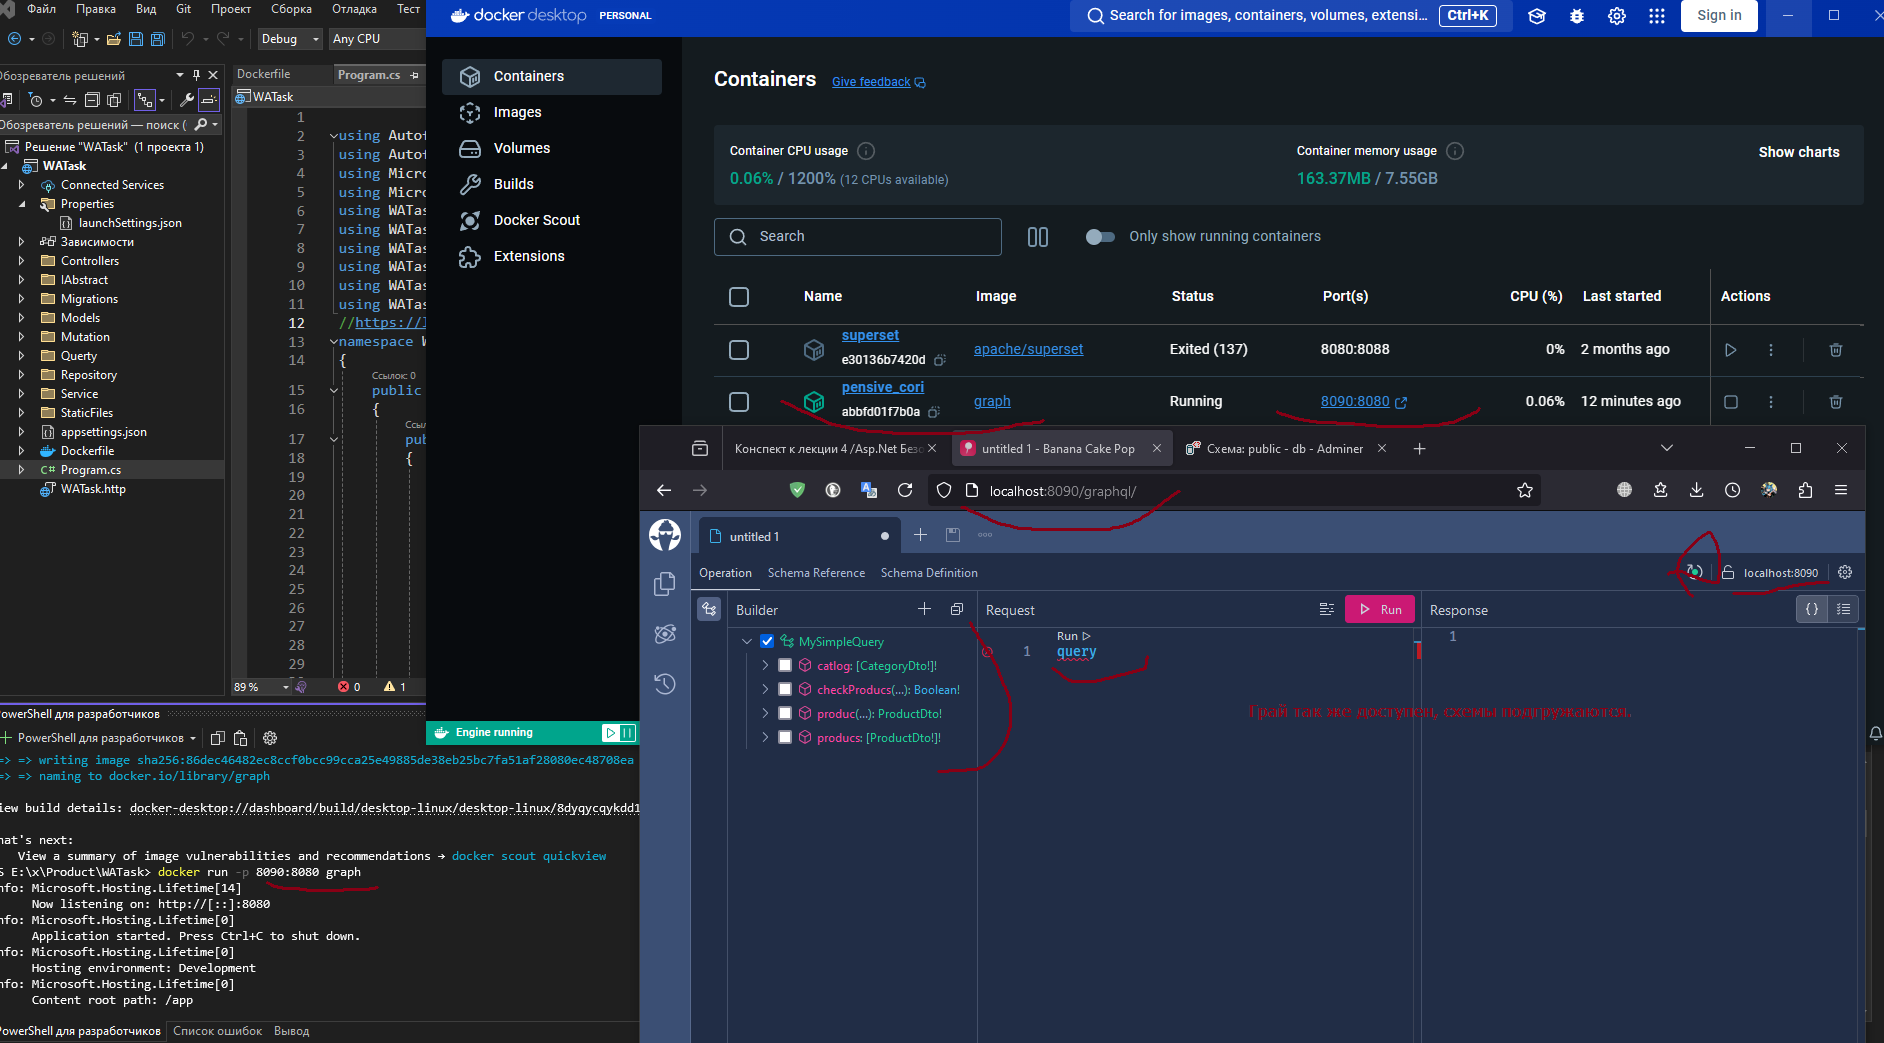 Файл Правка Вид Git Проект Сборка Отладка Тест
Debug Any CPU
Обозреватель решений
Обозреватель решений — поиск (
Решение "WATask" (1 проекта 1)
WATask
Connected Services
Properties
launchSettings.json
Зависимости
Controllers
IAbstract
Migrations
Models
Mutation
Querty
Repository
Service
StaticFiles
appsettings.json
Dockerfile
C# Program.cs
WATask.http
Dockerfile Program.cs
WATask
1
2 using Autof
3 using Autof
4 using Micro
5 using Micro
6 using WATas
7 using WATas
8 using WATas
9 using WATas
10 using WATas
11 using WATas
12 //https://l
13 namespace W
14 {
Ссылок: 0
15 public
16 {
Ссы
17 pu
18 {
19
20
21
22
23
24
25
26
27
28
29
89 % 0 1
PowerShell для разработчиков
PowerShell для разработчиков
=> => writing image sha256:86dec46482ec8ccf0bcc99cca25e49885de38eb25bc7fa51af28080ec48708ea
=> => naming to docker.io/library/graph
iew build details: docker-desktop://dashboard/build/desktop-linux/desktop-linux/8dyqycqykdd1
hat's next:
View a summary of image vulnerabilities and recommendations → docker scout quickview
S E:\x\Product\WATask> docker run -p 8090:8080 graph
nfo: Microsoft.Hosting.Lifetime[14]
Now listening on: http://[::]:8080
nfo: Microsoft.Hosting.Lifetime[0]
Application started. Press Ctrl+C to shut down.
nfo: Microsoft.Hosting.Lifetime[0]
Hosting environment: Development
nfo: Microsoft.Hosting.Lifetime[0]
Content root path: /app
PowerShell для разработчиков Список ошибок Вывод
docker desktop PERSONAL
Search for images, containers, volumes, extensi... Ctrl+K
Sign in
Containers
Images
Volumes
Builds
Docker Scout
Extensions
Engine running
Containers Give feedback
Container CPU usage
0.06% / 1200% (12 CPUs available)
Container memory usage
163.37MB / 7.55GB
Show charts
Search
Only show running containers
Name Image Status Port(s) CPU (%) Last started Actions
superset
e30136b7420d
apache/superset Exited (137) 8080:8088 0% 2 months ago
pensive_cori
abbfd01f7b0a
graph Running 8090:8080 0.06% 12 minutes ago
Конспект к лекции 4 /Asp.Net Безо
untitled 1 - Banana Cake Pop
Схема: public - db - Adminer
localhost:8090/graphql/
untitled 1
Operation Schema Reference Schema Definition
localhost:8090
Builder
MySimpleQuery
catlog: [CategoryDto!]!
checkProducs(...): Boolean!
produc(...): ProductDto!
producs: [ProductDto!]!
Request
Run
Run
1 query
Response
1
Грай так же доступен, схемы подгружаются.